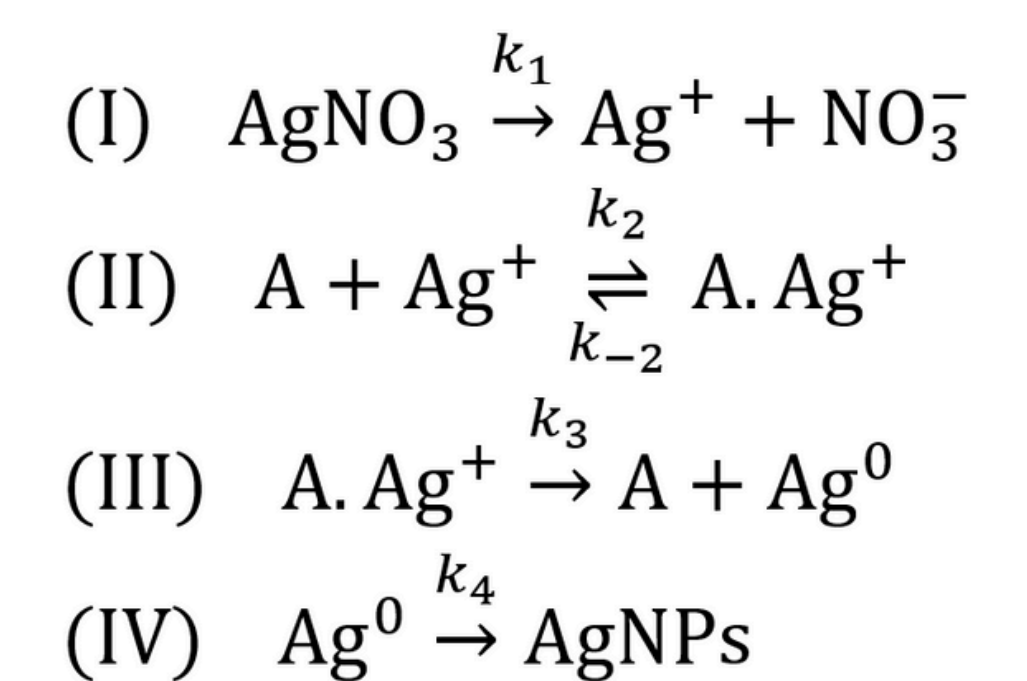 (I) AgNO₃ →^{k₁} Ag⁺ + NO₃⁻
(II) A + Ag⁺ ⇌^{k₂}_{k₋₂} A. Ag⁺
(III) A. Ag⁺ →^{k₃} A + Ag⁰
(IV) Ag⁰ →^{k₄} AgNPs